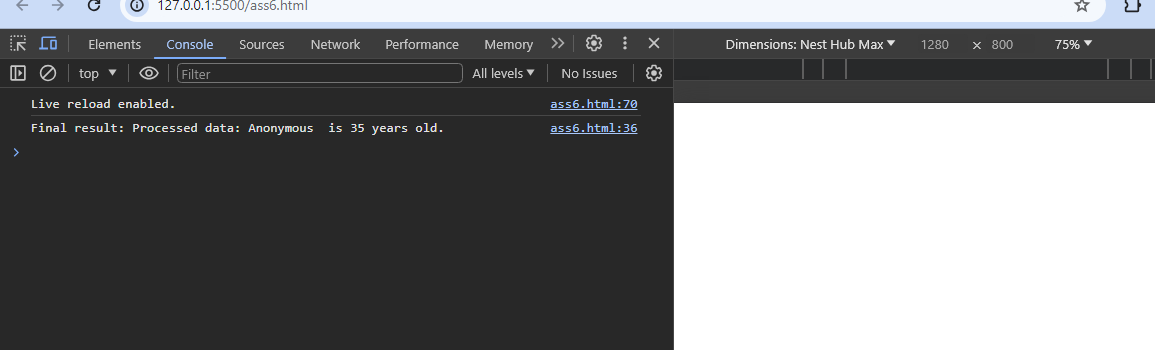 127.0.0.1:5500/ass6.html
Elements Console Sources Network Performance Memory
Dimensions: Nest Hub Max 1280 × 800 75%
top Filter All levels No Issues
Live reload enabled. ass6.html:70
Final result: Processed data: Anonymous  is 35 years old. ass6.html:36